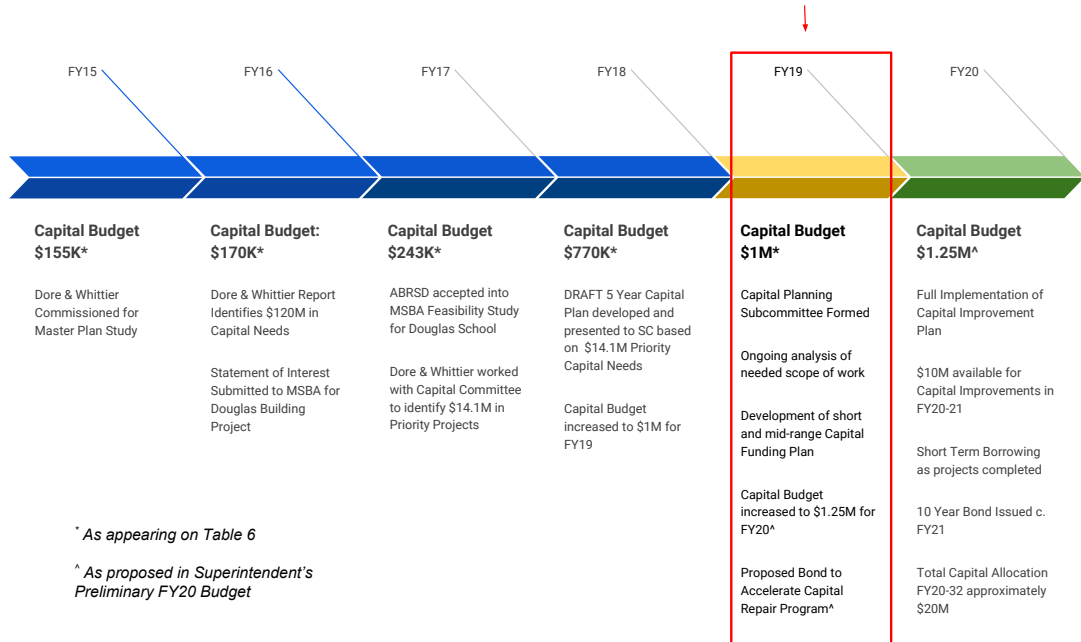 FY15
FY16
FY17
FY18
FY19
FY20
Capital Budget
$155K*
Dore & Whittier
Commissioned for
Master Plan Study
Capital Budget:
$170K*
Dore & Whittier Report
Identifies $120M in
Capital Needs
Statement of Interest
Submitted to MSBA for
Douglas Building
Project
Capital Budget
$243K*
ABRSD accepted into
MSBA Feasibility Study
for Douglas School
Dore & Whittier worked
with Capital Committee
to identify $14.1M in
Priority Projects
Capital Budget
$770K*
DRAFT 5 Year Capital
Plan developed and
presented to SC based
on $14.1M Priority
Capital Needs
Capital Budget
increased to $1M for
FY19
Capital Budget
$1M*
Capital Planning
Subcommittee Formed
Ongoing analysis of
needed scope of work
Development of short
and mid-range Capital
Funding Plan
Capital Budget
increased to $1.25M for
FY20^
Proposed Bond to
Accelerate Capital
Repair Program^
Capital Budget
$1.25M^
Full Implementation of
Capital Improvement
Plan
$10M available for
Capital Improvements in
FY20-21
Short Term Borrowing
as projects completed
10 Year Bond Issued c.
FY21
Total Capital Allocation
FY20-32 approximately
$20M
* As appearing on Table 6
^ As proposed in Superintendent's
Preliminary FY20 Budget